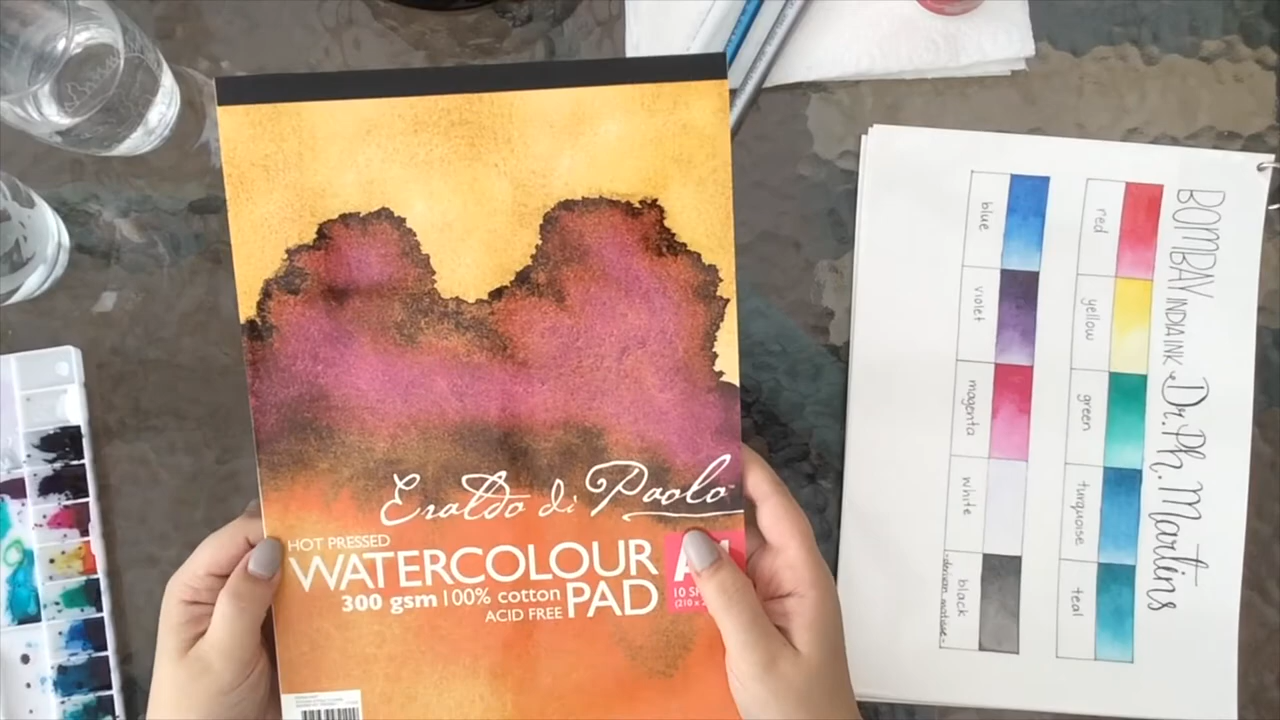 Eraldo di Paolo
HOT PRESSED
WATERCOLOUR
300 gsm 100% cotton PAD
ACID FREE
BOMBAY INDIA INK Dr. Ph. Martins
red
yellow
green
turquoise
teal
blue
violet
magenta
white
black